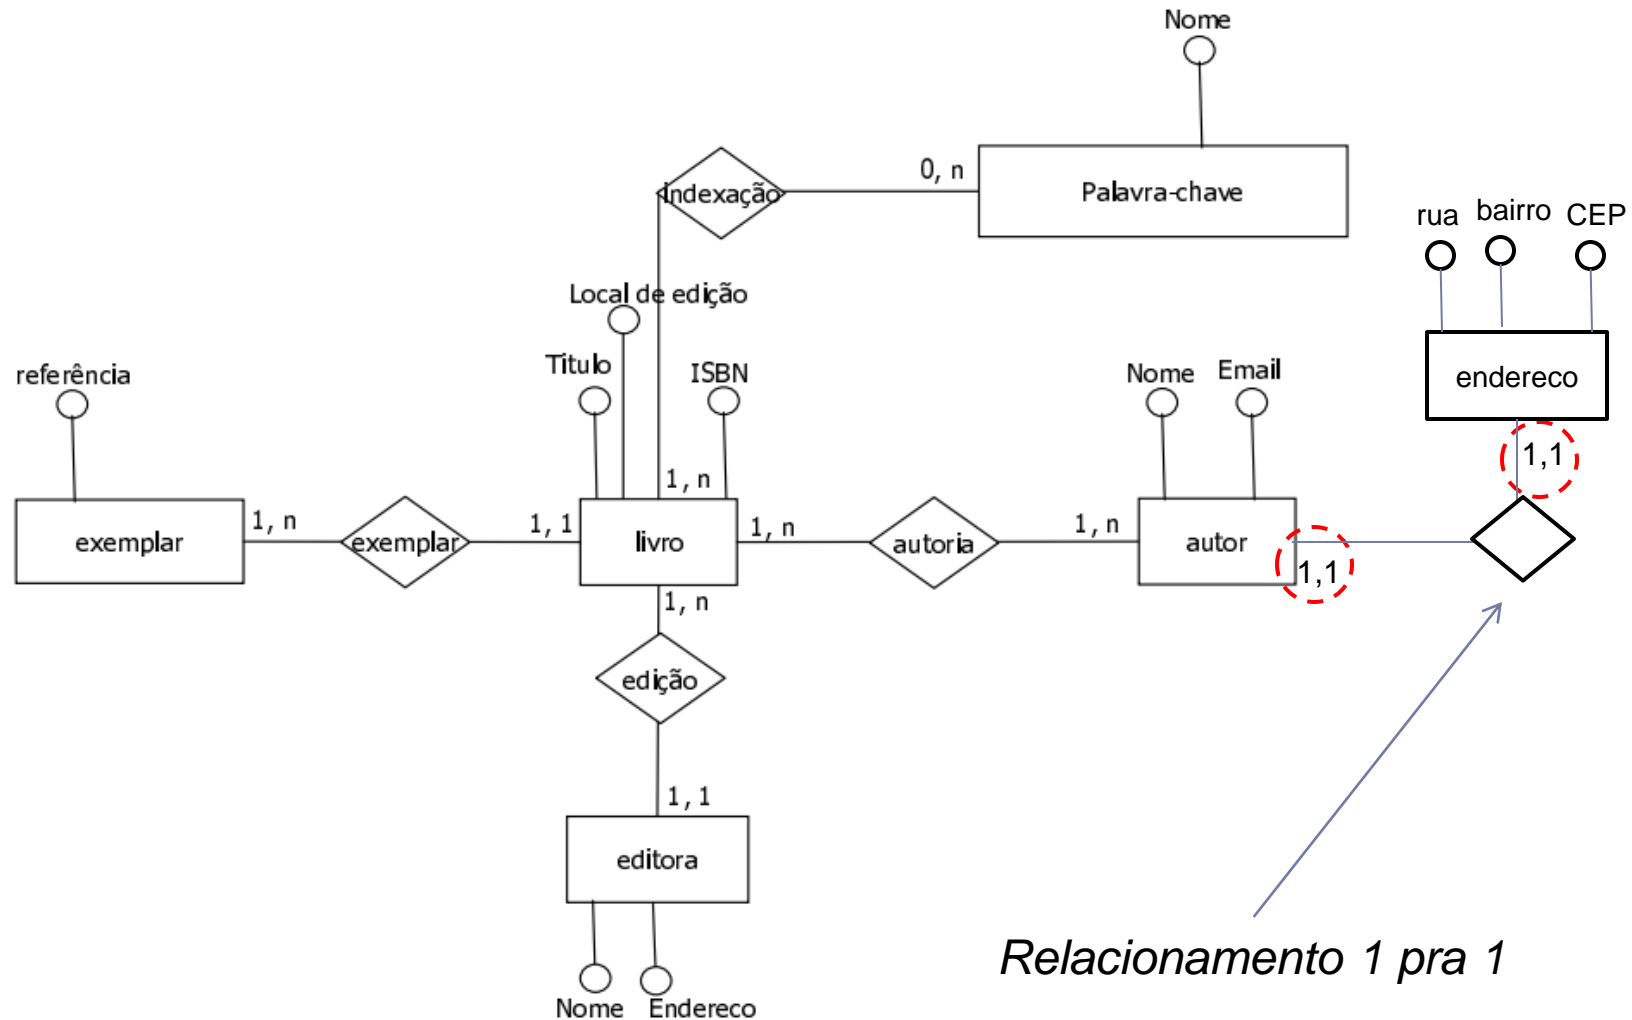 Nome
indexação
0, n
Palavra-chave
rua
bairro
CEP
Local de edição
Titulo
ISBN
referência
Nome
Email
endereco
1,1
1, n
exemplar
1, n
exemplar
1, 1
livro
1, n
autoria
1, n
autor
1,1
1, n
edição
1, 1
editora
Nome
Endereco
Relacionamento 1 pra 1